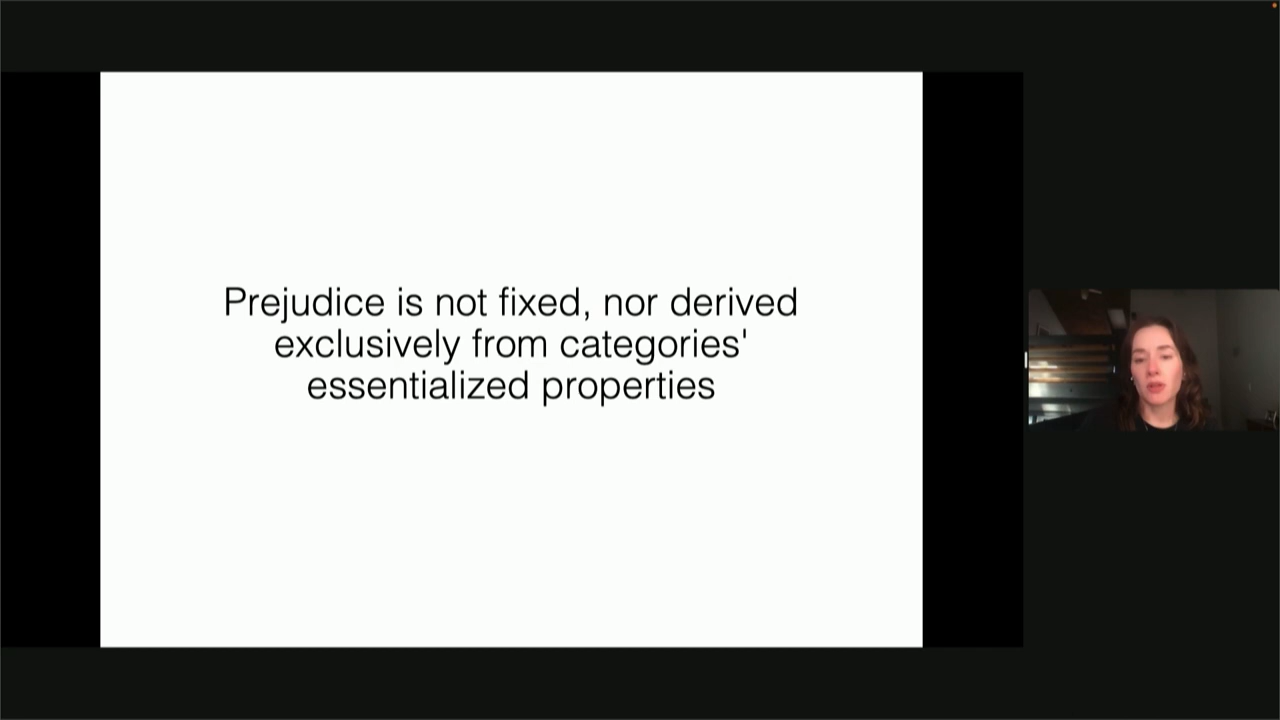 Prejudice is not fixed, nor derived
exclusively from categories'
essentialized properties